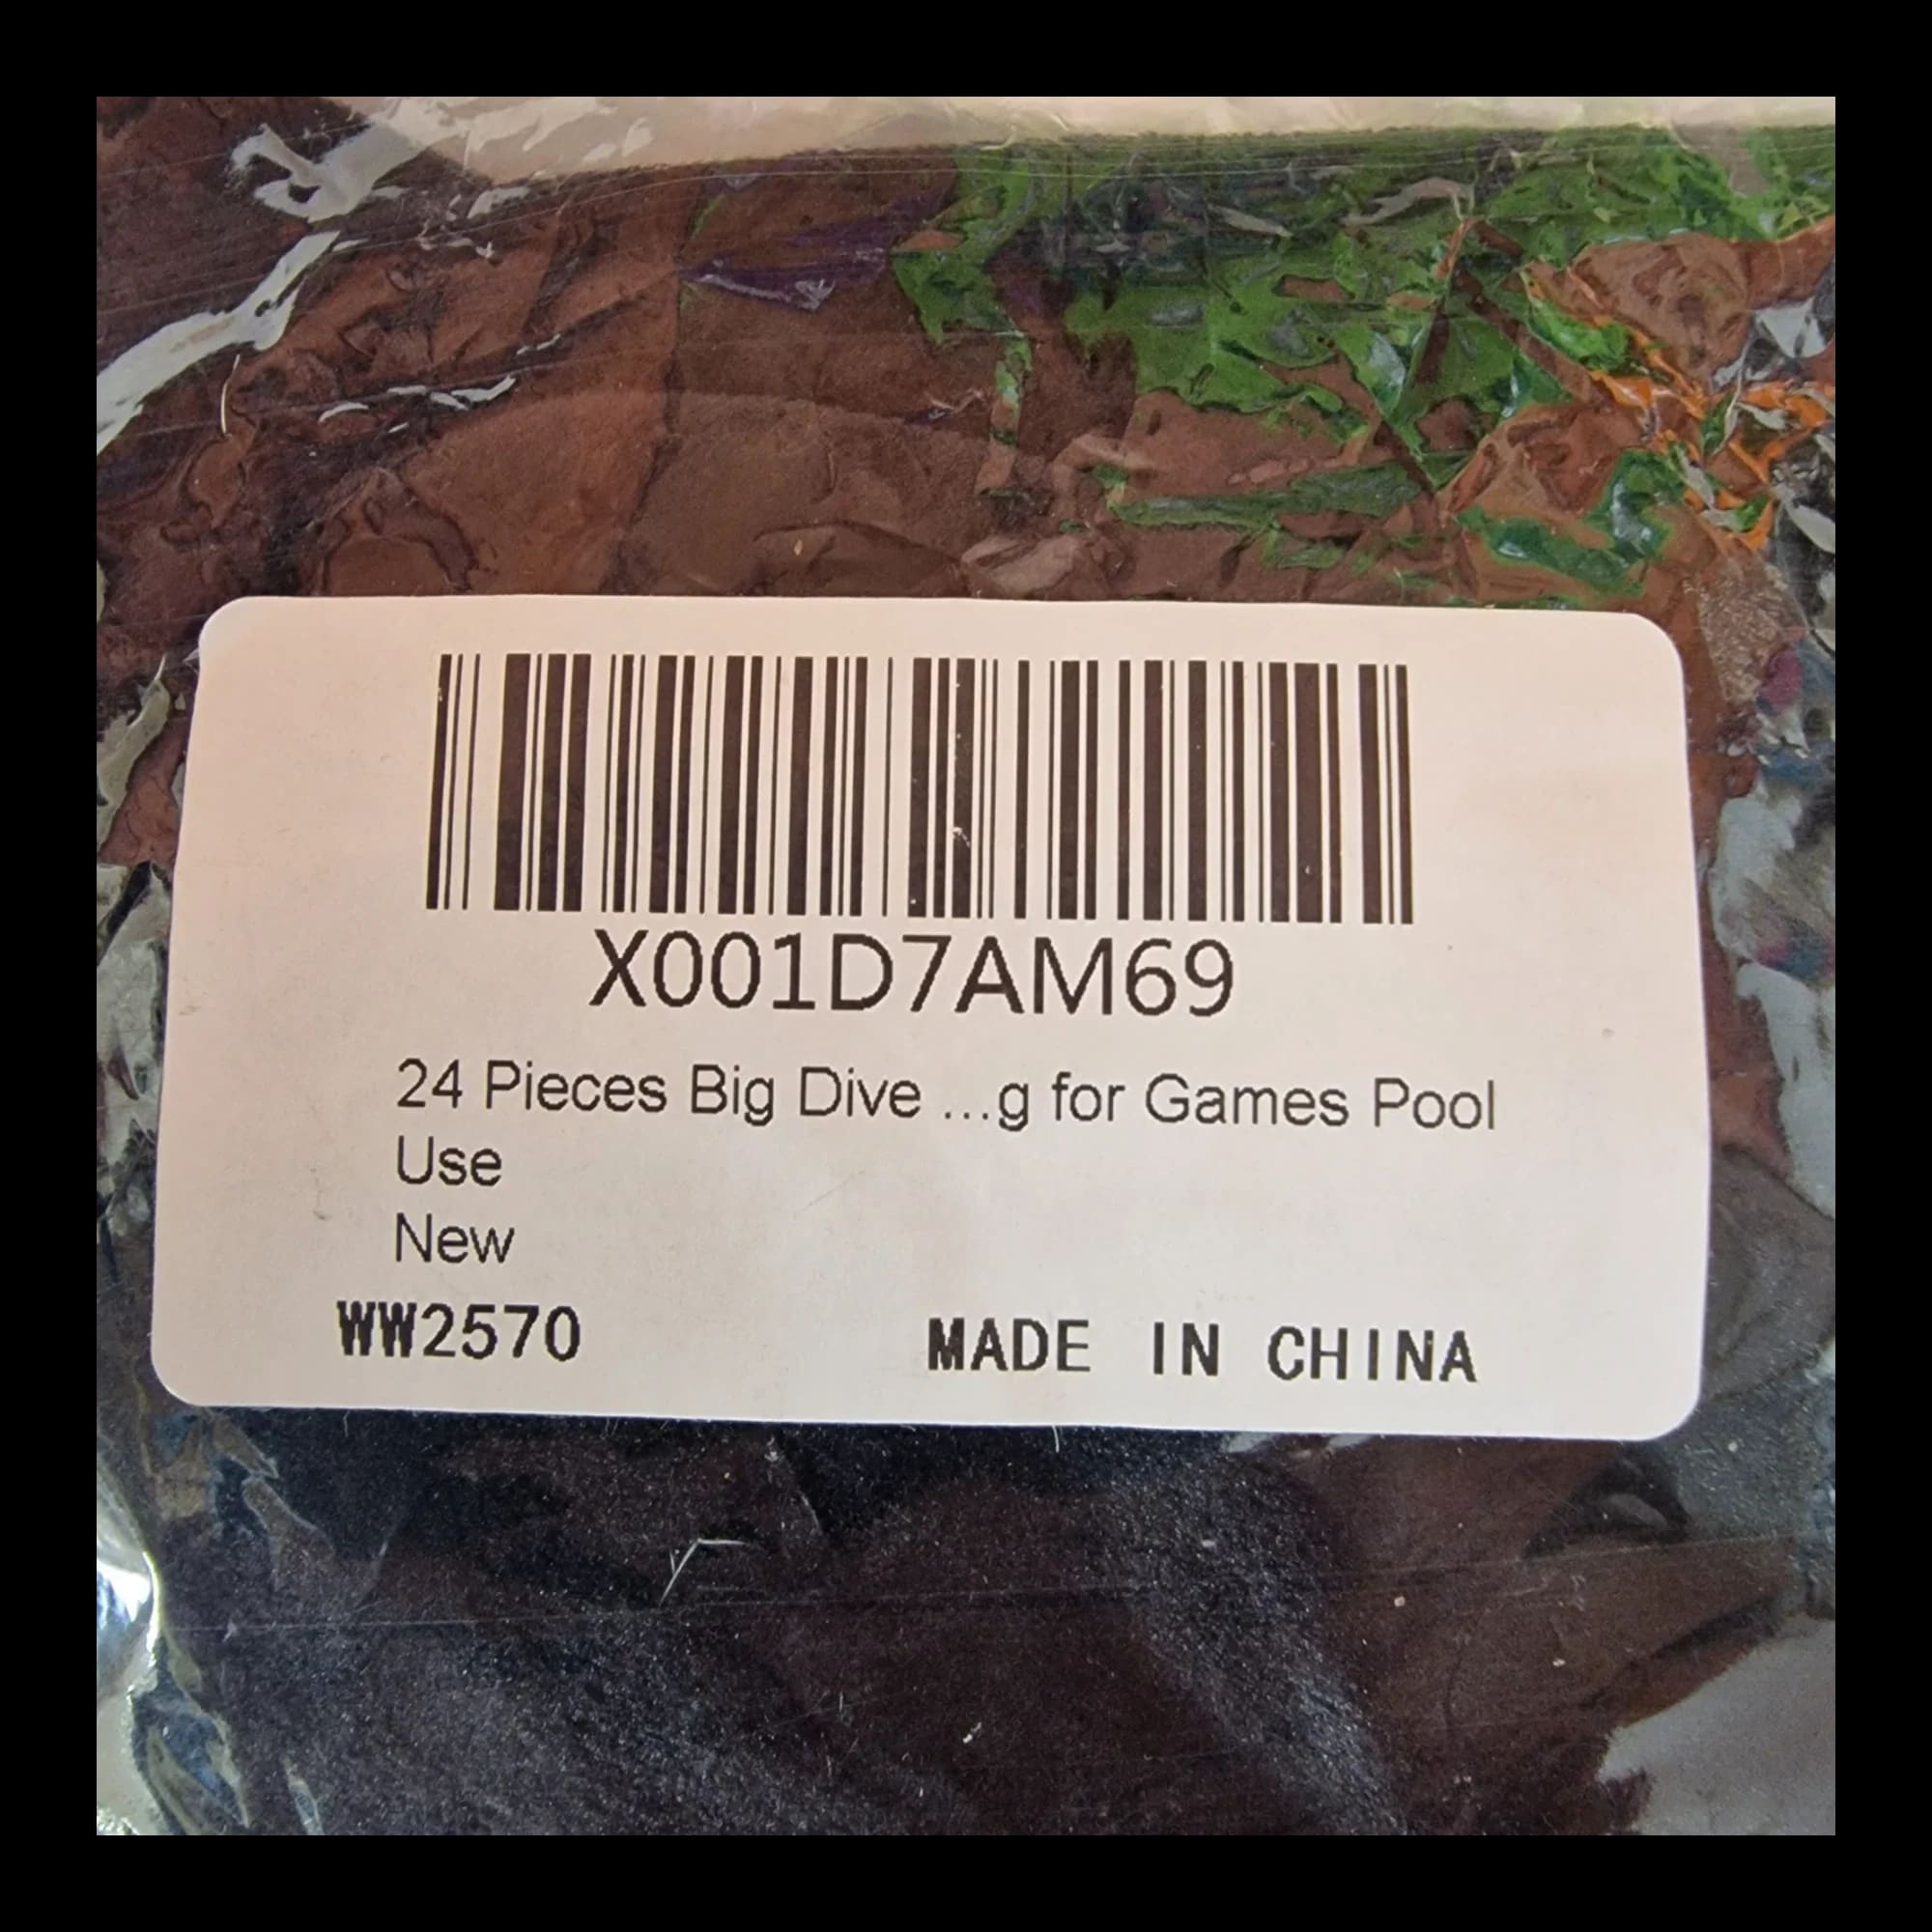 X001D7AM69
24 Pieces Big Dive ...g for Games Pool
Use
New
WW2570 MADE IN CHINA